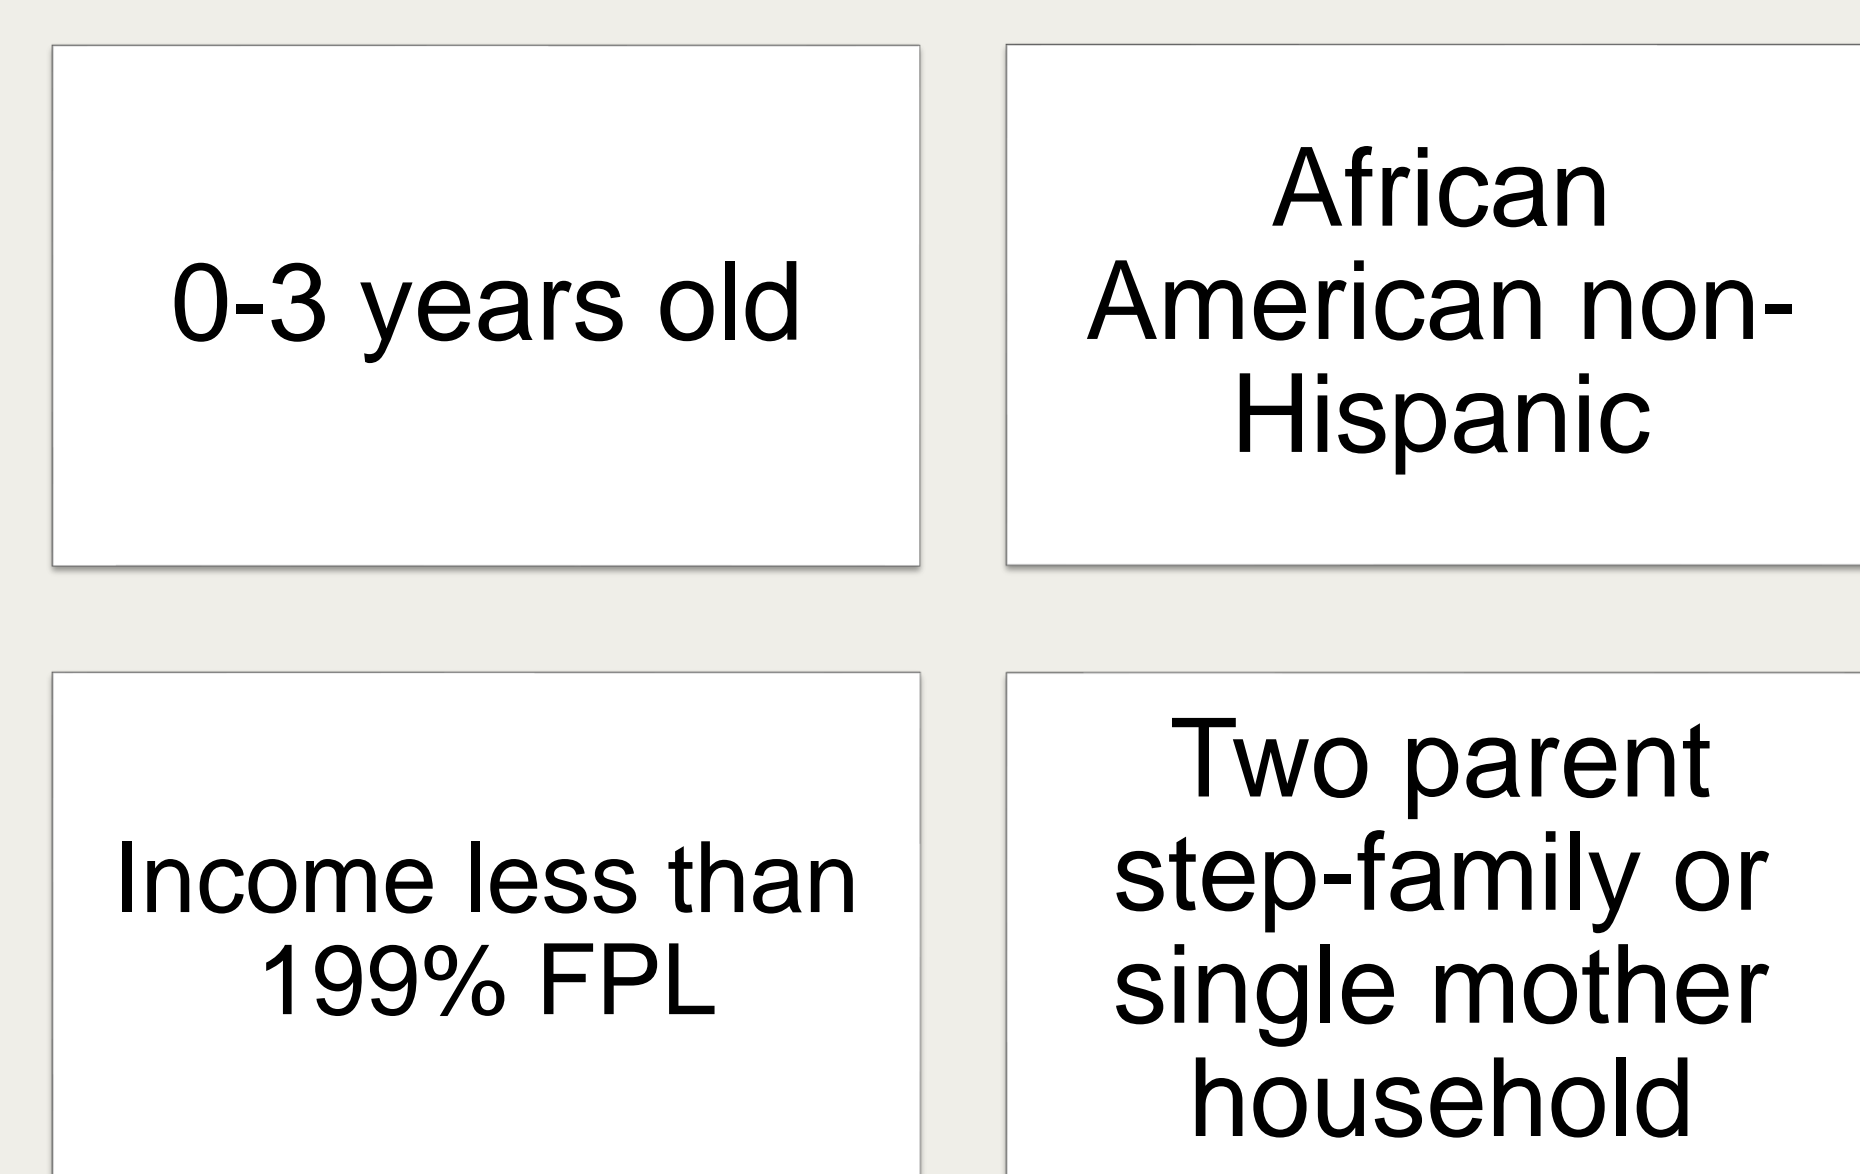 0-3 years old
African
American non-
Hispanic
Income less than
199% FPL
Two parent
step-family or
single mother
household